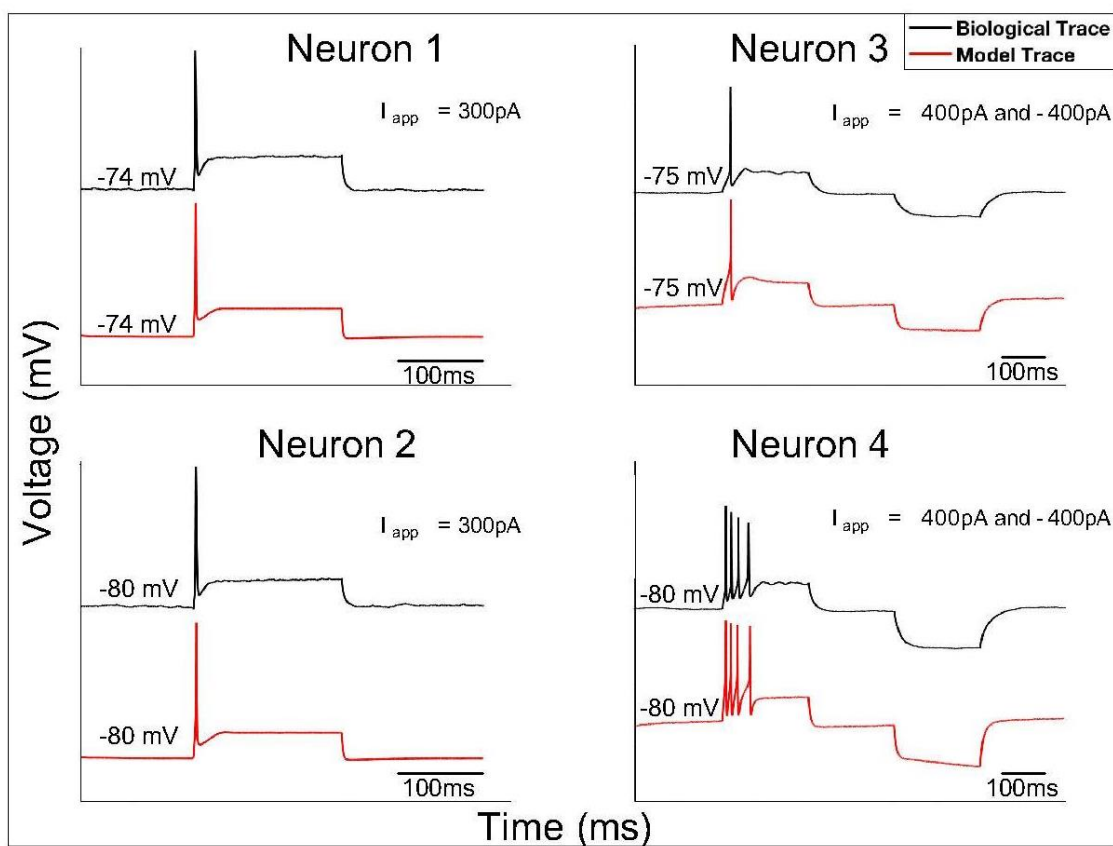 Biological Trace
Model Trace
Neuron 1
I app = 300pA
-74 mV
-74 mV
100ms
Neuron 3
I app = 400pA and -400pA
-75 mV
-75 mV
100ms
Neuron 2
I app = 300pA
-80 mV
-80 mV
100ms
Neuron 4
I app = 400pA and -400pA
-80 mV
-80 mV
100ms
Voltage (mV)
Time (ms)